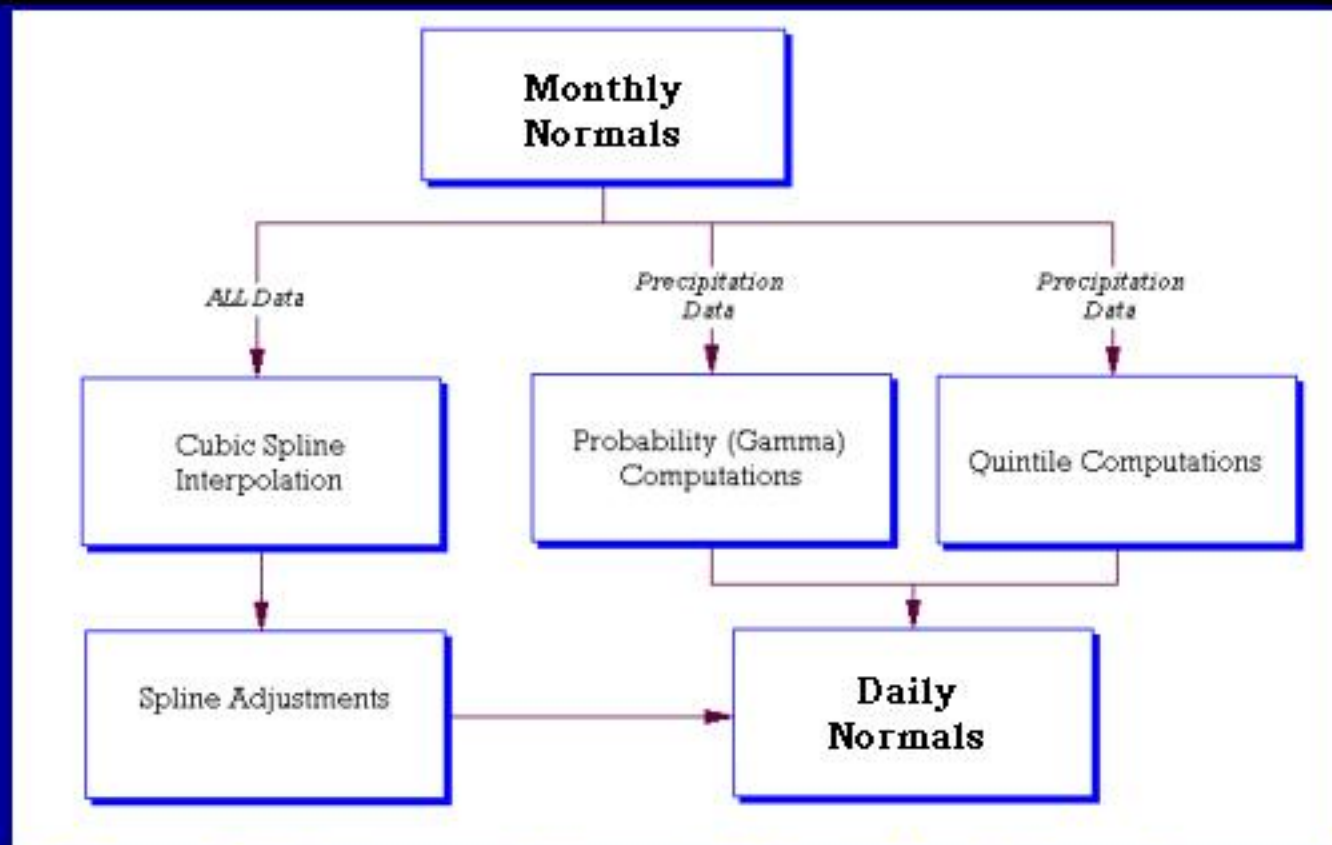 Monthly
Normals
ALL Data
Precipitation
Data
Precipitation
Data
Cubic Spline
Interpolation
Probability (Gamma)
Computations
Quintile Computations
Spline Adjustments
Daily
Normals